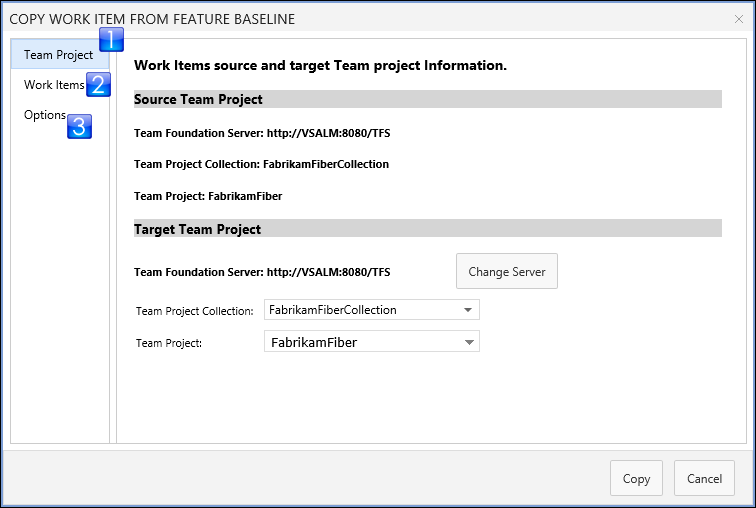 COPY WORK ITEM FROM FEATURE BASELINE
Team Project
1
Work Items
2
Options
3
Work Items source and target Team project Information.
Source Team Project
Team Foundation Server: http://VSALM:8080/TFS
Team Project Collection: FabrikamFiberCollection
Team Project: FabrikamFiber
Target Team Project
Team Foundation Server: http://VSALM:8080/TFS
Change Server
Team Project Collection:
FabrikamFiberCollection
Team Project:
FabrikamFiber
Copy
Cancel